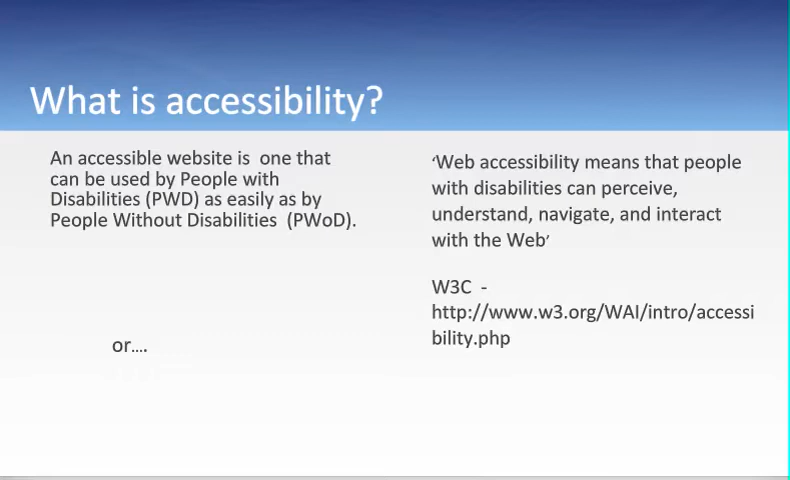 What is accessibility?
An accessible website is  one that
can be used by People with
Disabilities (PWD) as easily as by
People Without Disabilities  (PWoD).
or....
‘Web accessibility means that people
with disabilities can perceive,
understand, navigate, and interact
with the Web’
W3C  -
http://www.w3.org/WAI/intro/accessi
bility.php